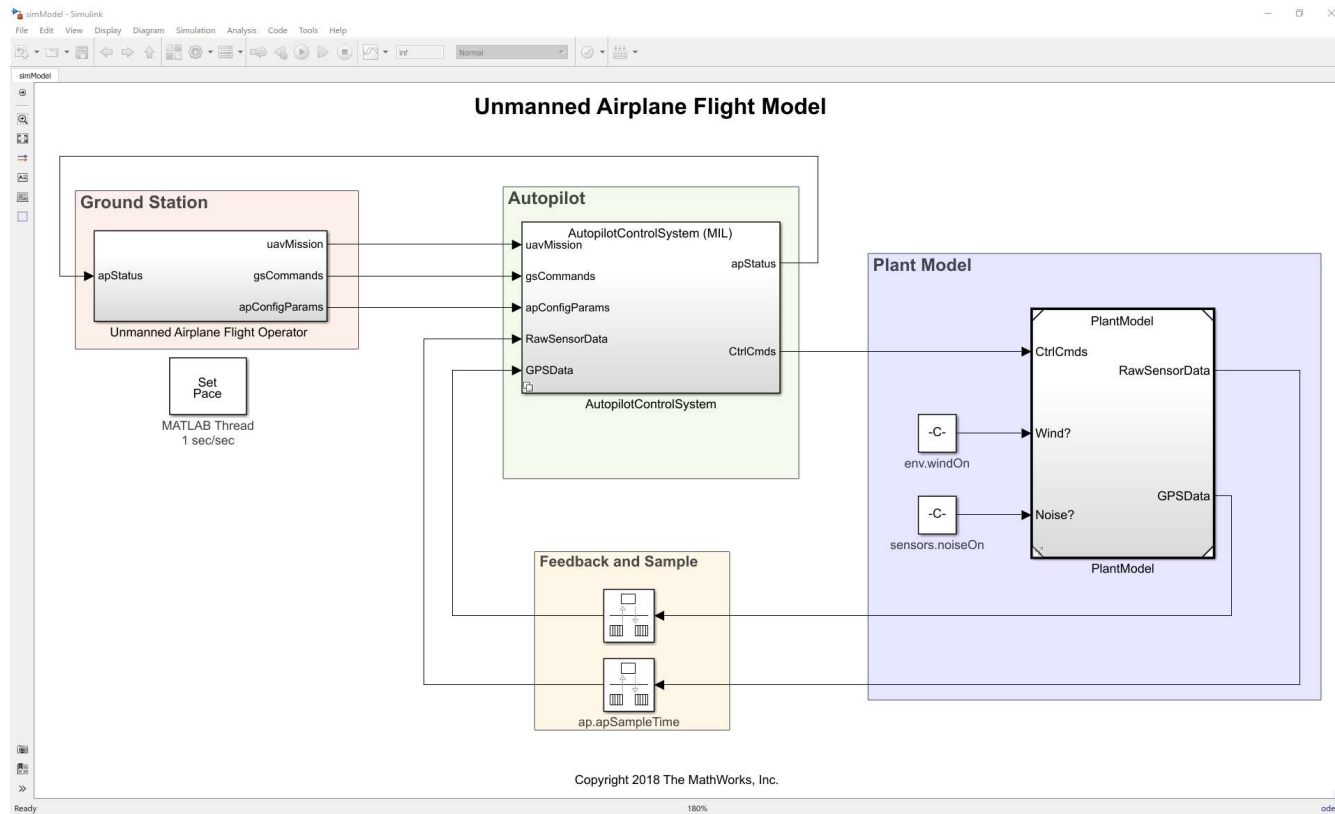 simModel - Simulink
File Edit View Display Diagram Simulation Analysis Code Tools Help
inf Normal
simModel
Unmanned Airplane Flight Model
Ground Station
uavMission
apStatus gsCommands
apConfigParams
Unmanned Airplane Flight Operator
Set
Pace
MATLAB Thread
1 sec/sec
Autopilot
AutopilotControlSystem (MIL)
uavMission
apStatus
gsCommands
apConfigParams
RawSensorData
CtrlCmds
GPSData
AutopilotControlSystem
Plant Model
PlantModel
CtrlCmds
RawSensorData
-C- Wind?
env.windOn
GPSData
-C- Noise?
sensors.noiseOn
PlantModel
Feedback and Sample
ap.apSampleTime
Copyright 2018 The MathWorks, Inc.
Ready 180% ode